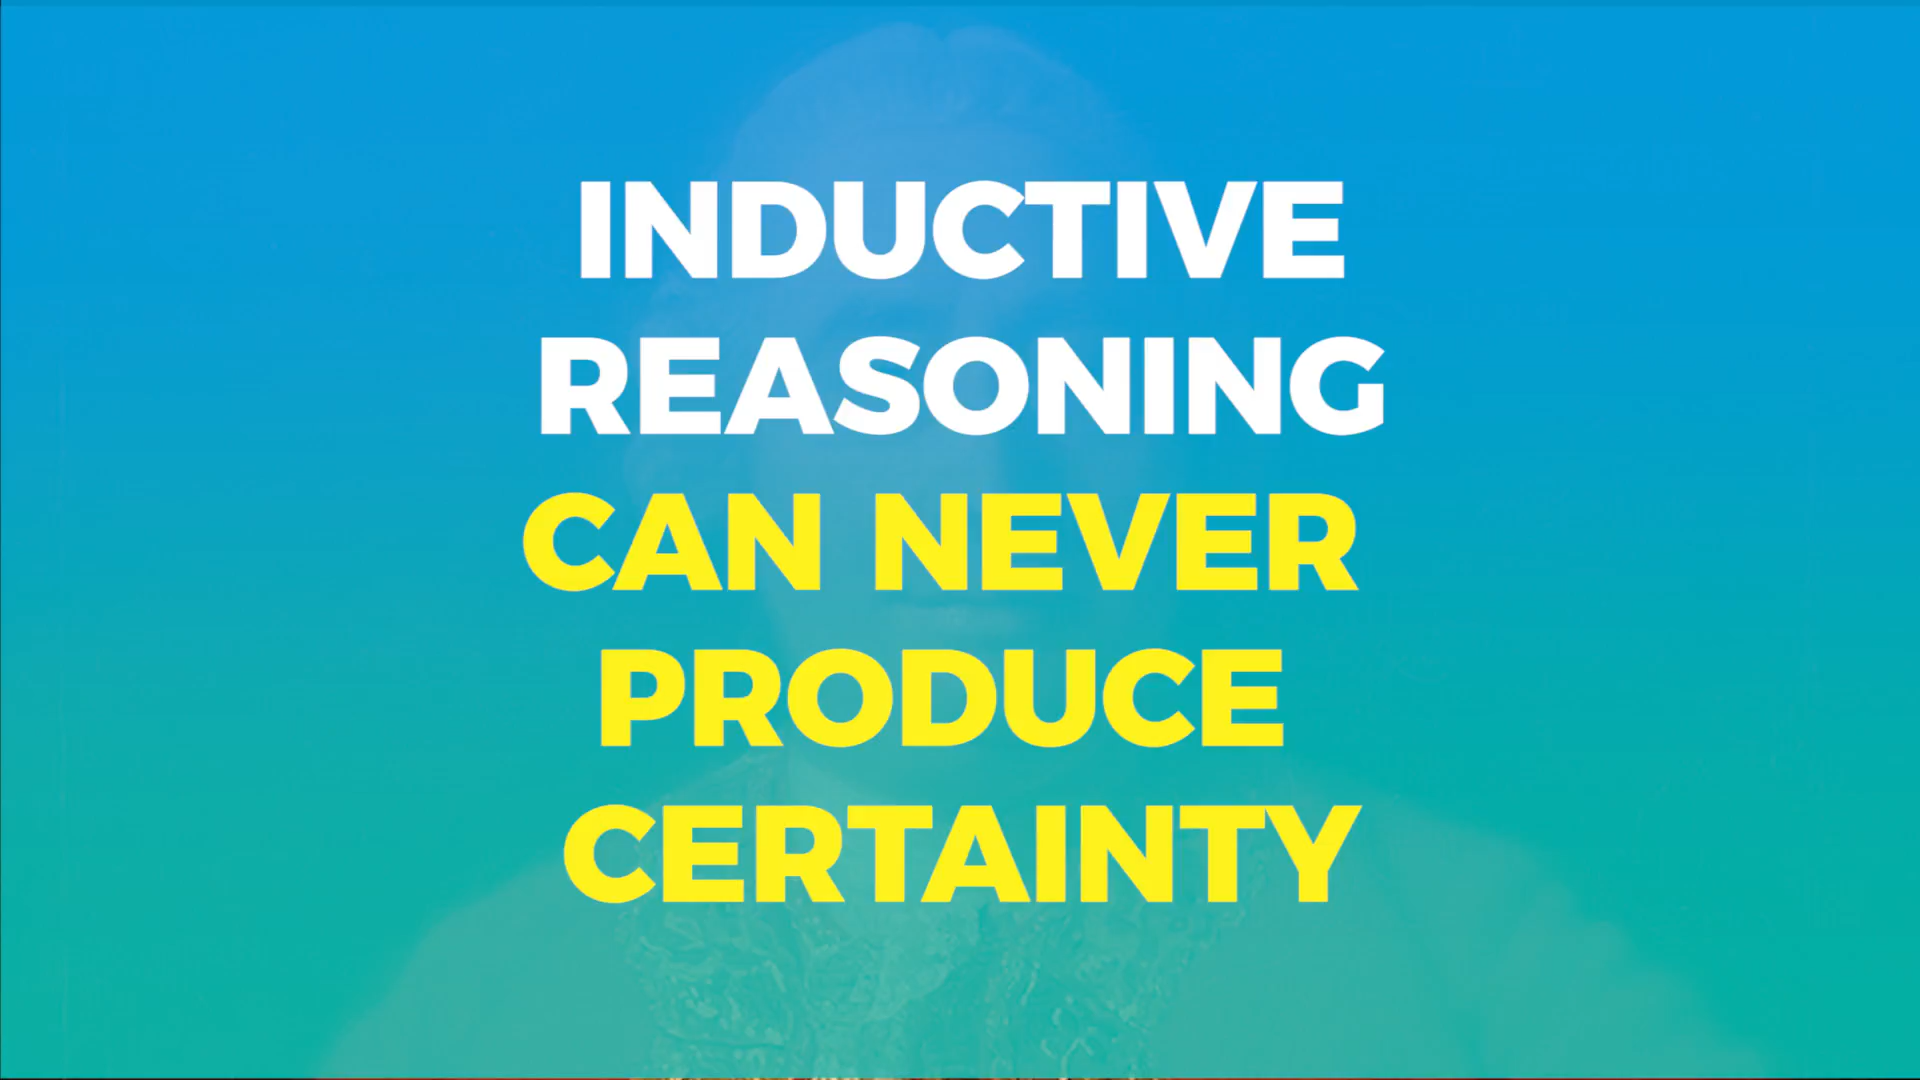 INDUCTIVE
REASONING
CAN NEVER
PRODUCE
CERTAINTY